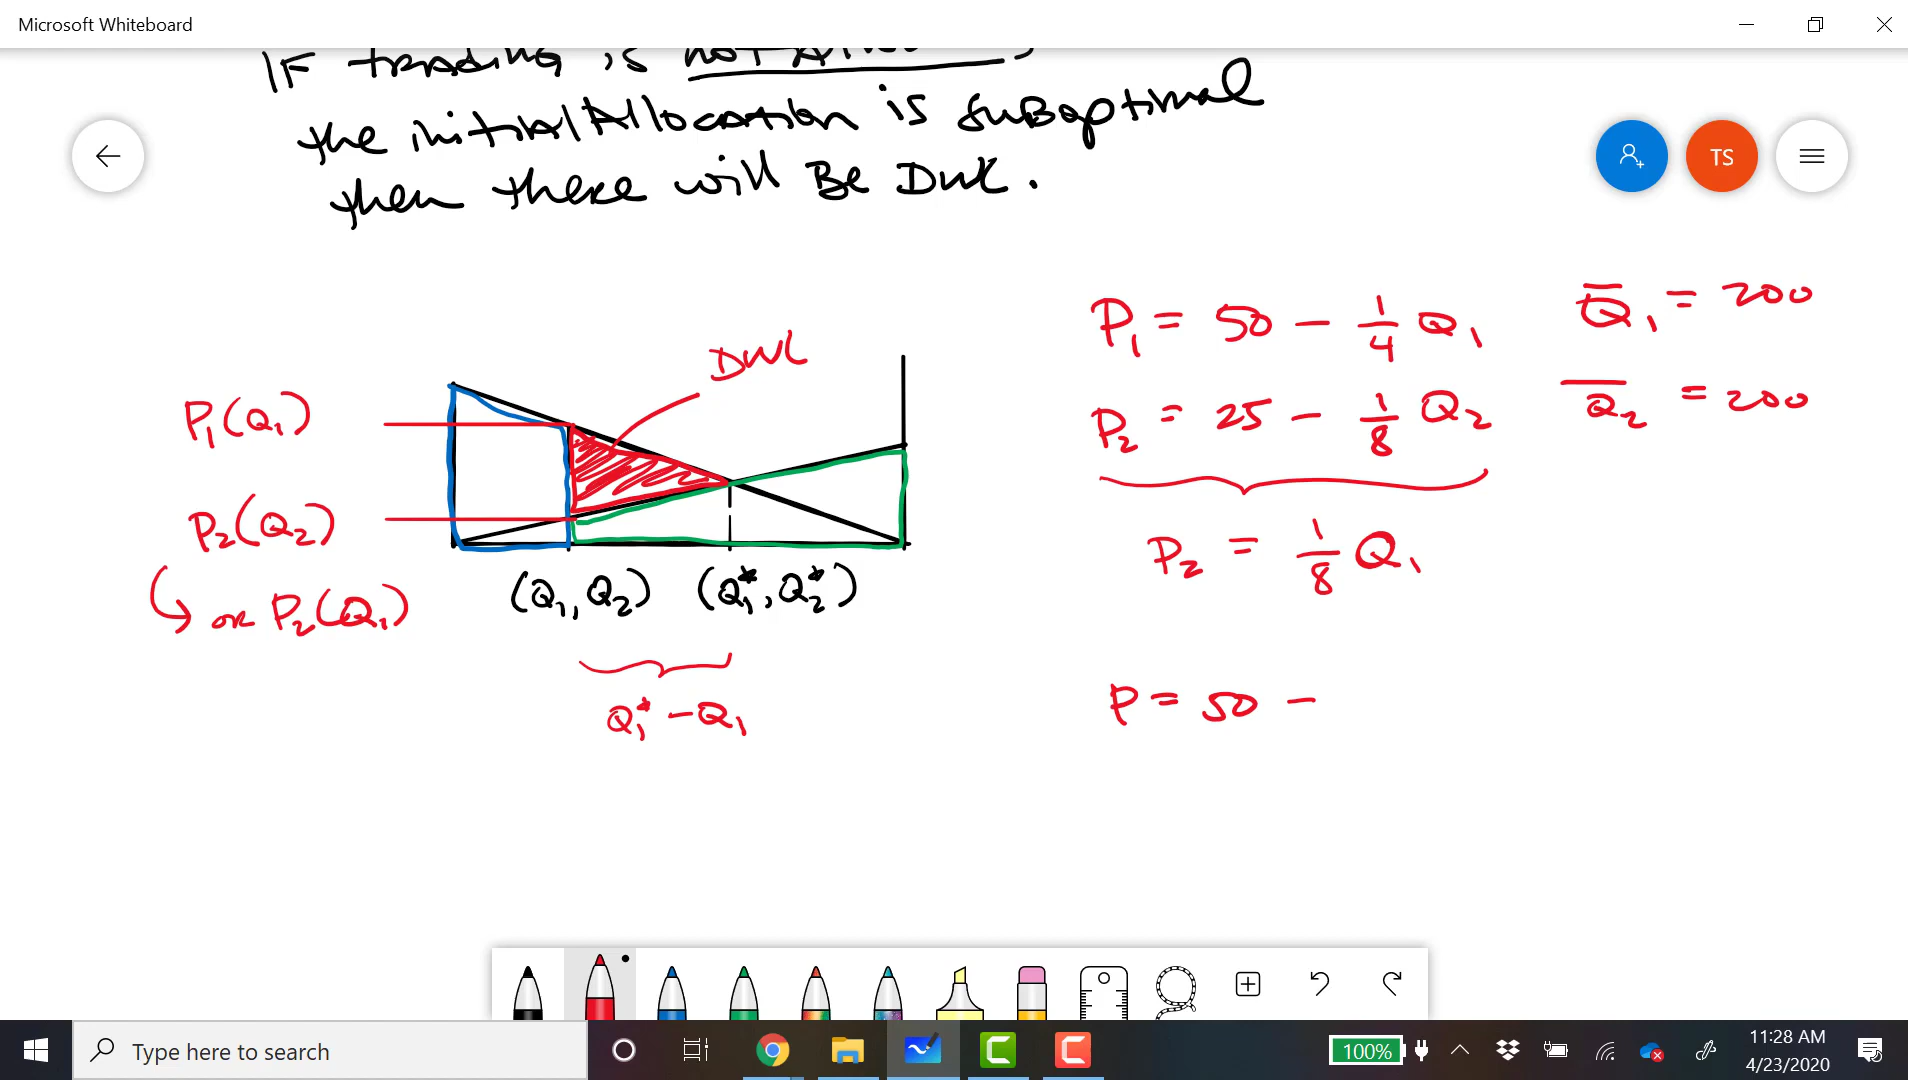 Microsoft Whiteboard
IF trading is not
the initial Allocation is suboptimal
then there will Be DWL.
TS
P₁ = 50 - 1/4 Q₁
Q̅₁ = 200
DWL
P₁(Q₁)
P₂ = 25 - 1/8 Q₂
Q̅₂ = 200
P₂(Q₂)
P₂ = 1/8 Q₁
or P₂(Q₁)
(Q₁, Q₂) (Q₁*, Q₂*)
Q₁* - Q₁
P = 50 -
Type here to search
100%
11:28 AM
4/23/2020